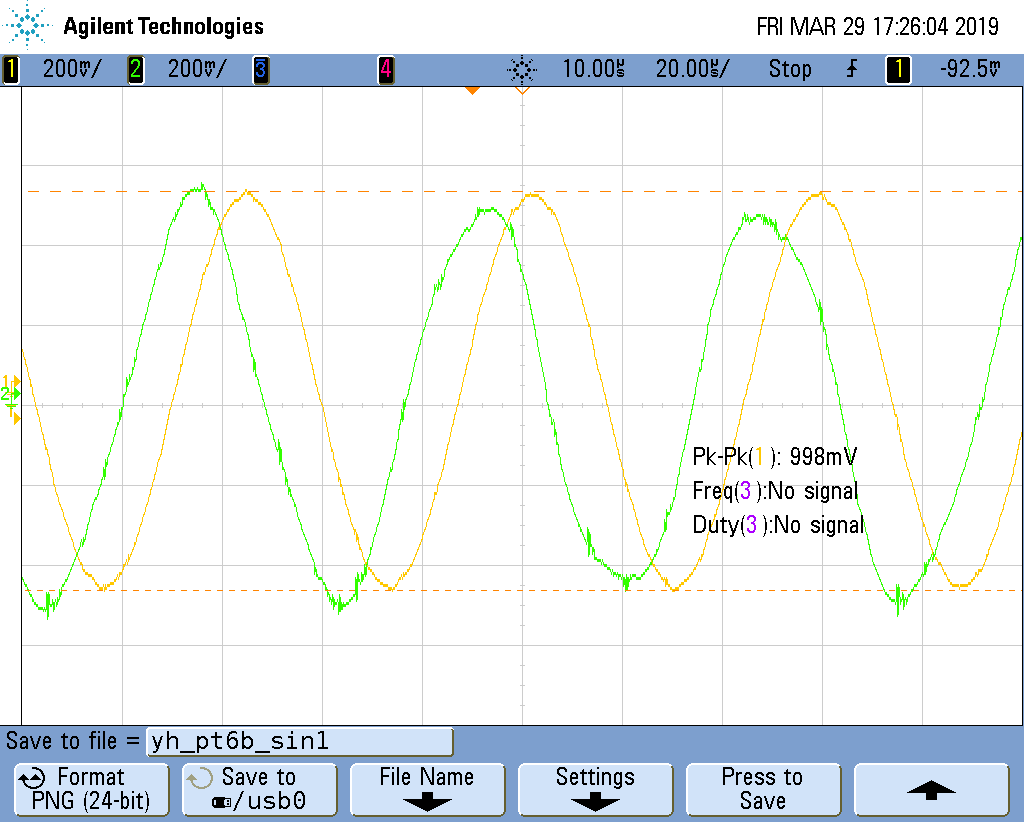 Agilent Technologies FRI MAR 29 17:26:04 2019
1 200mV/ 2 200mV/ 3 4 10.00µs 20.00µs/ Stop 1 -92.5mV
1
2
Pk-Pk(1): 998mV
Freq(3):No signal
Duty(3):No signal
Save to file = yh_pt6b_sin1
Format
PNG (24-bit)
Save to
/usb0
File Name
Settings
Press to
Save